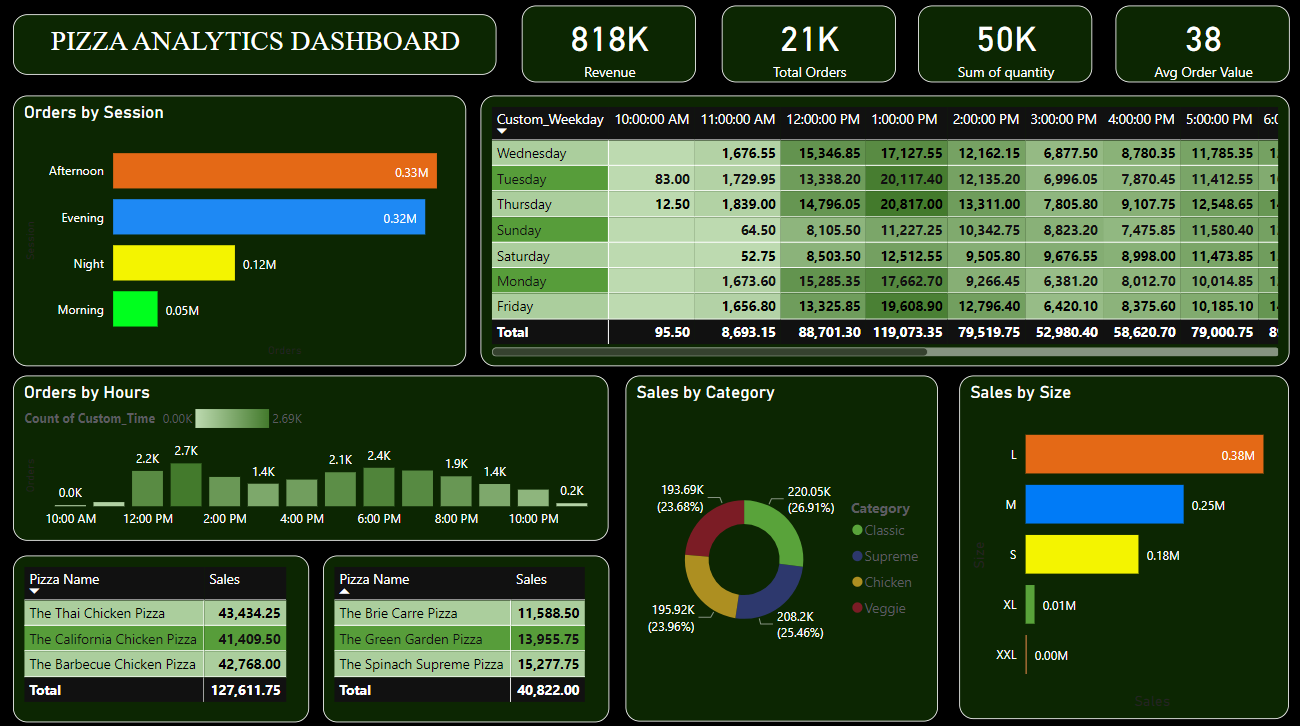 PIZZA ANALYTICS DASHBOARD
818K
Revenue
21K
Total Orders
50K
Sum of quantity
38
Avg Order Value
Orders by Session
Session
Afternoon 0.33M
Evening 0.32M
Night 0.12M
Morning 0.05M
Orders
Custom_Weekday 10:00:00 AM 11:00:00 AM 12:00:00 PM 1:00:00 PM 2:00:00 PM 3:00:00 PM 4:00:00 PM 5:00:00 PM
Wednesday 1,676.55 15,346.85 17,127.55 12,162.15 6,877.50 8,780.35 11,785.35
Tuesday 83.00 1,729.95 13,338.20 20,117.40 12,135.20 6,996.05 7,870.45 11,412.55
Thursday 12.50 1,839.00 14,796.05 20,817.00 13,311.00 7,805.80 9,107.75 12,548.65
Sunday 64.50 8,105.50 11,227.25 10,342.75 8,823.20 7,475.85 11,580.40
Saturday 52.75 8,503.50 12,512.55 9,505.80 9,676.55 8,998.00 11,473.85
Monday 1,673.60 15,285.35 17,662.70 9,266.45 6,381.20 8,012.70 10,014.85
Friday 1,656.80 13,325.85 19,608.90 12,796.40 6,420.10 8,375.60 10,185.10
Total 95.50 8,693.15 88,701.30 119,073.35 79,519.75 52,980.40 58,620.70 79,000.75
Orders by Hours
Count of Custom_Time 0.00K 2.69K
Orders
0.0K 2.2K 2.7K 1.4K 2.1K 2.4K 1.9K 1.4K 0.2K
10:00 AM 12:00 PM 2:00 PM 4:00 PM 6:00 PM 8:00 PM 10:00 PM
Pizza Name Sales
The Thai Chicken Pizza 43,434.25
The California Chicken Pizza 41,409.50
The Barbecue Chicken Pizza 42,768.00
Total 127,611.75
Pizza Name Sales
The Brie Carre Pizza 11,588.50
The Green Garden Pizza 13,955.75
The Spinach Supreme Pizza 15,277.75
Total 40,822.00
Sales by Category
193.69K
(23.68%)
220.05K
(26.91%)
195.92K
(23.96%)
208.2K
(25.46%)
Category
Classic
Supreme
Chicken
Veggie
Sales by Size
Size
L 0.38M
M 0.25M
S 0.18M
XL 0.01M
XXL 0.00M
Sales